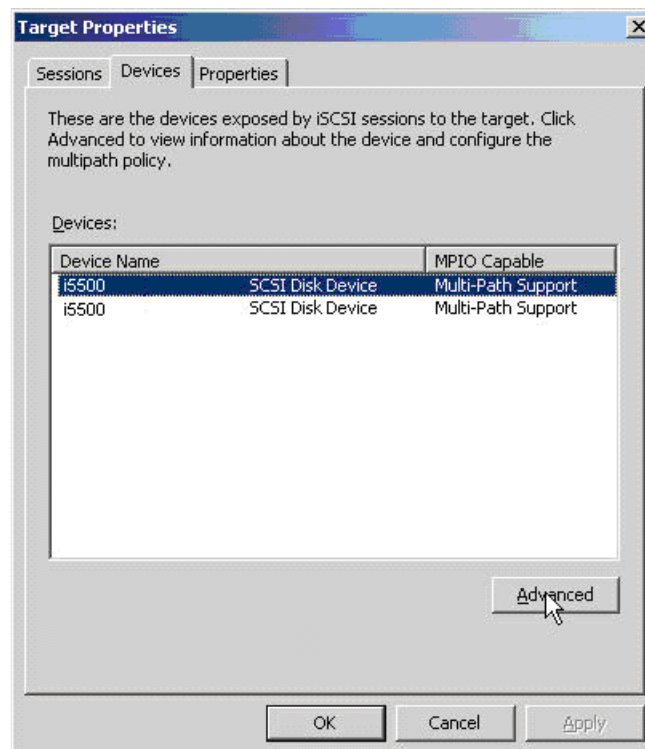 Target Properties
Sessions Devices Properties
These are the devices exposed by iSCSI sessions to the target. Click
Advanced to view information about the device and configure the
multipath policy.
Devices:
Device Name MPIO Capable
i5500 SCSI Disk Device Multi-Path Support
i5500 SCSI Disk Device Multi-Path Support
Advanced
OK Cancel Apply